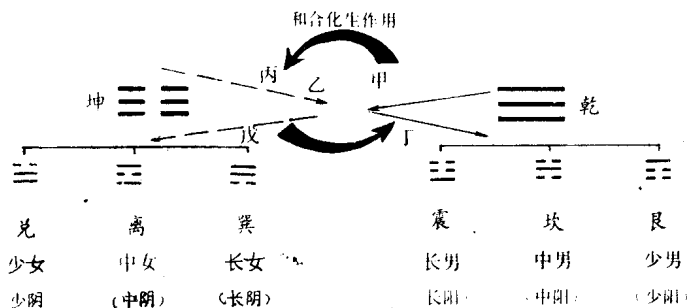 和合化生作用
丙 乙 甲
坤 乾
戊 丁
兑 离 巽 震 坎 艮
少女 中女 长女 长男 中男 少男
少阴 (中阴) (长阴) 长阳) (中阳) (少阳)